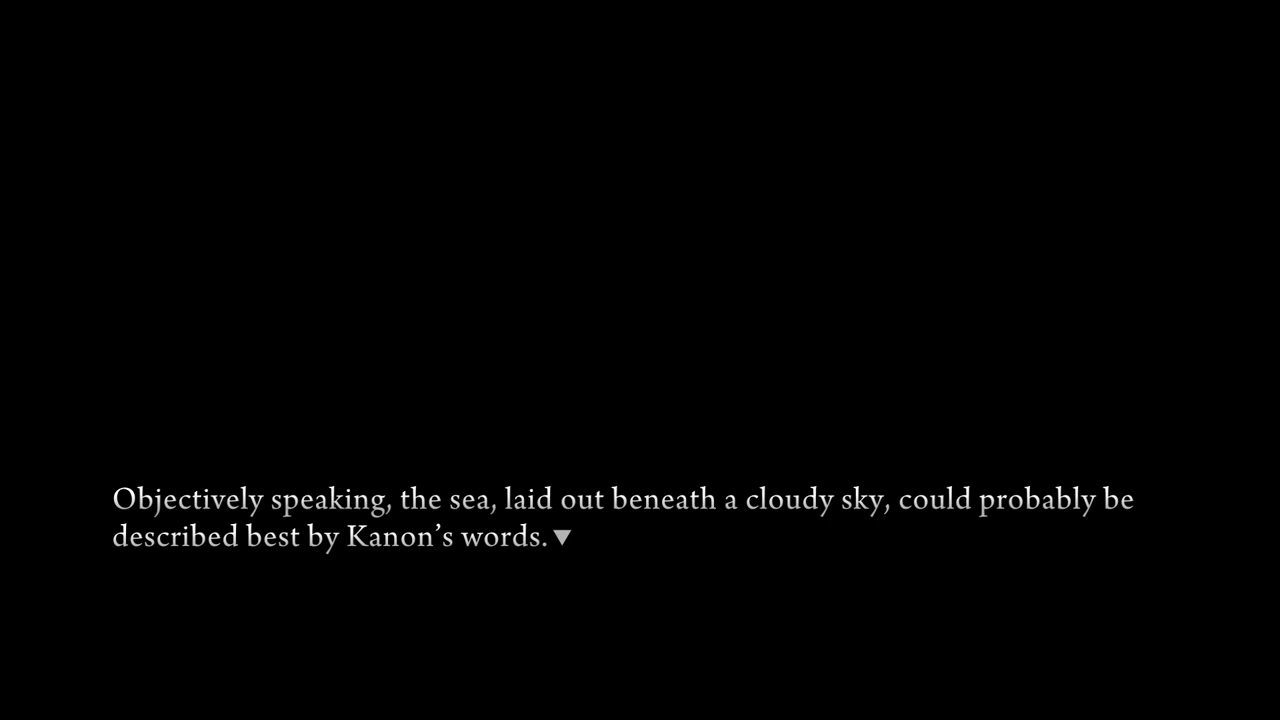 Objectively speaking, the sea, laid out beneath a cloudy sky, could probably be
described best by Kanon’s words.